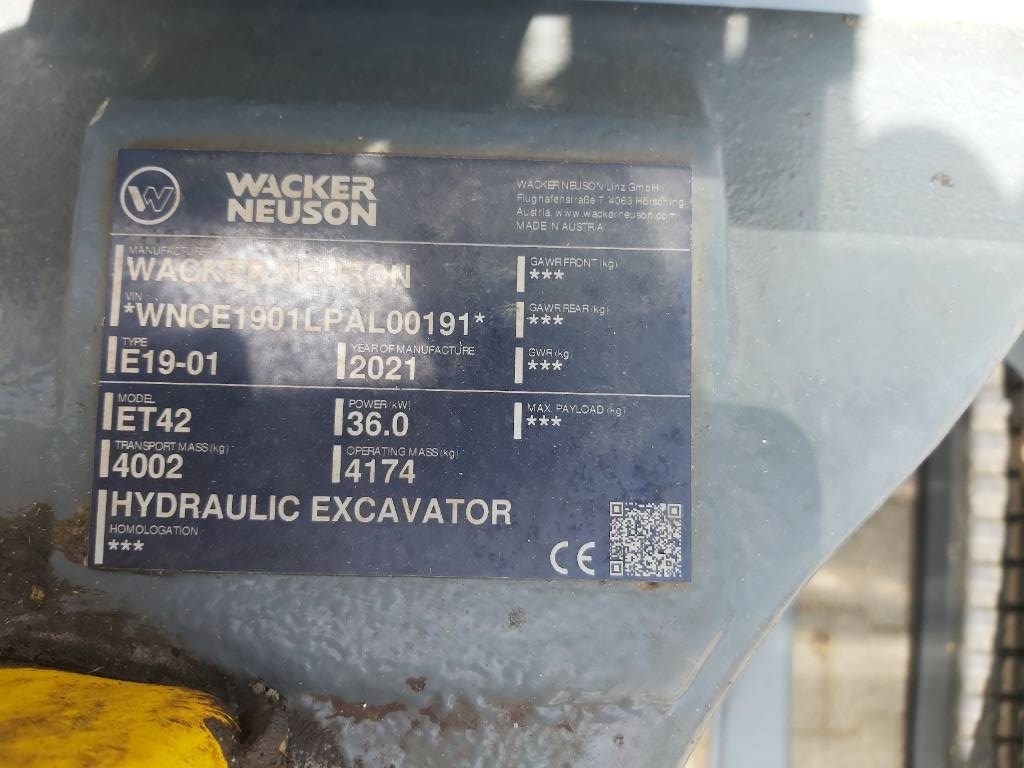 W
WACKER
NEUSON
WACKER NEUSON Linz GmbH
Flughafenstraße 7, 4063 Hörsching,
Austria, www.wackerneuson.com
MADE IN AUSTRIA
MANUFACTURER
WACKER NEUSON
VIN
*WNCE1901LPAL00191*
TYPE
E19-01
YEAR OF MANUFACTURE
2021
GAWR FRONT (kg)
***
GAWR REAR (kg)
***
GWR (kg)
***
MODEL
ET42
POWER (kW)
36.0
MAX. PAYLOAD (kg)
***
TRANSPORT MASS (kg)
4002
OPERATING MASS (kg)
4174
HYDRAULIC EXCAVATOR
HOMOLOGATION
***
CE